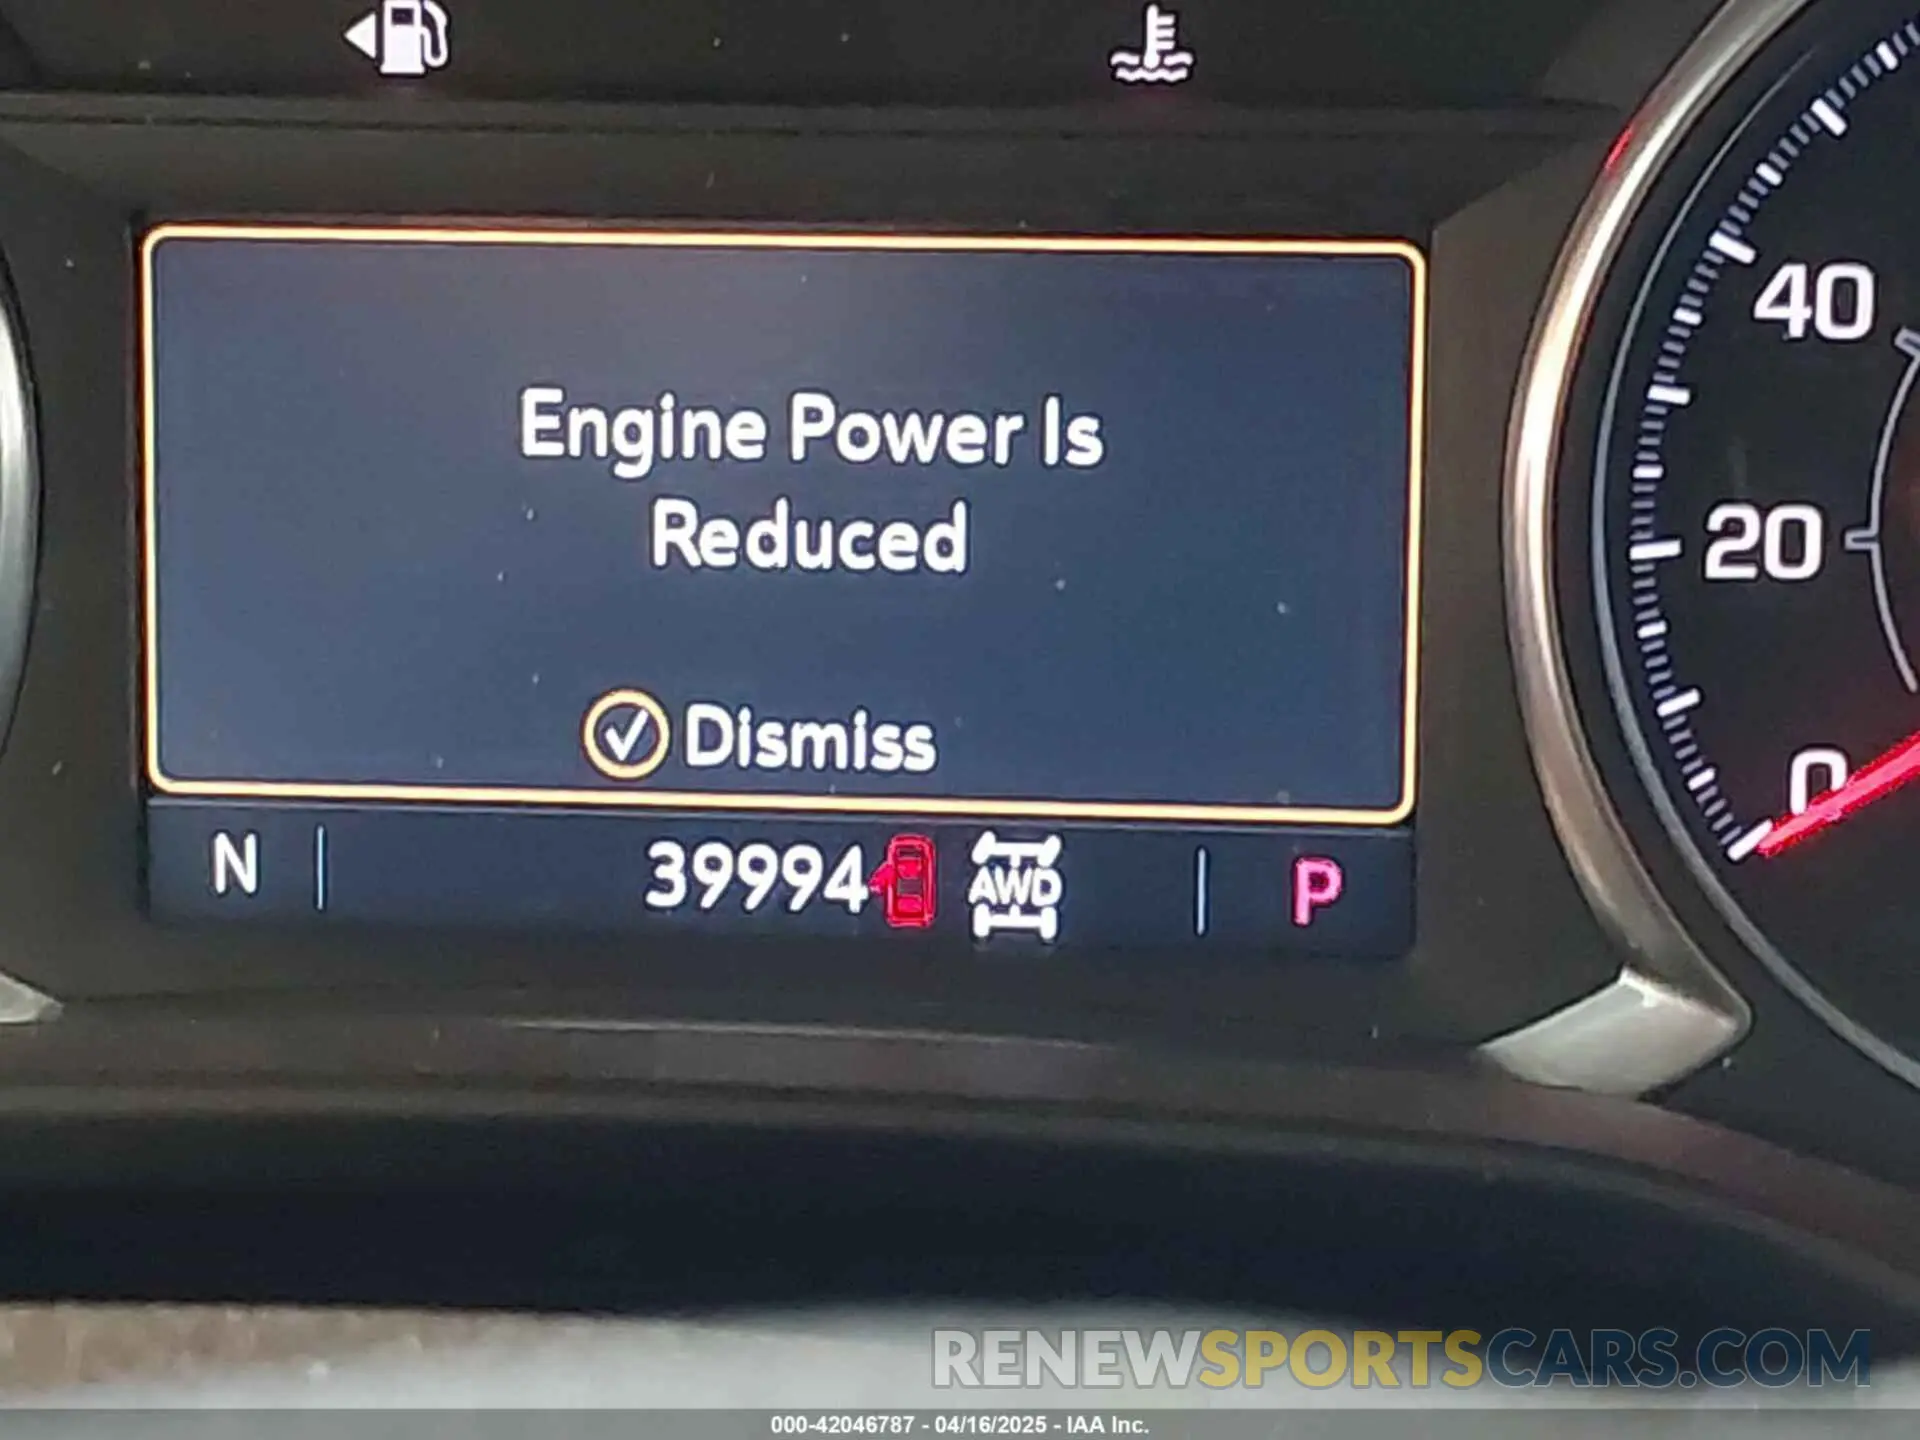 Engine Power Is
Reduced
Dismiss
N 39994 AWD P
40
20
0
RENEWSPORTSCARS.COM
000-42046787 - 04/16/2025 - IAA Inc.